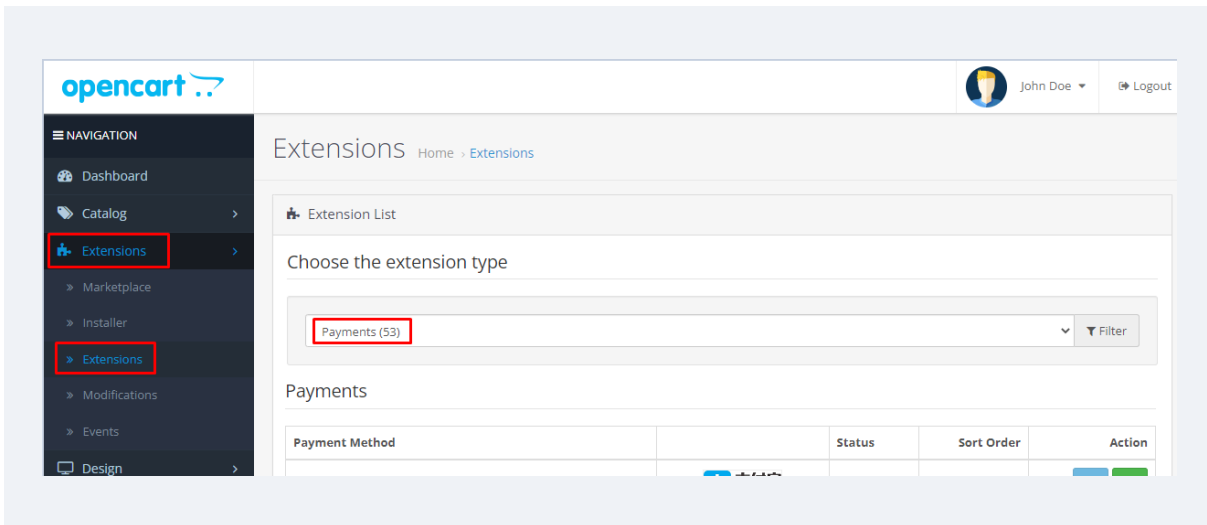 opencart
John Doe
Logout
NAVIGATION
Extensions Home › Extensions
Dashboard
Catalog
Extension List
Extensions
Choose the extension type
Marketplace
Installer
Payments (53)
Filter
Extensions
Payments
Modifications
Events
Payment Method Status Sort Order Action
Design